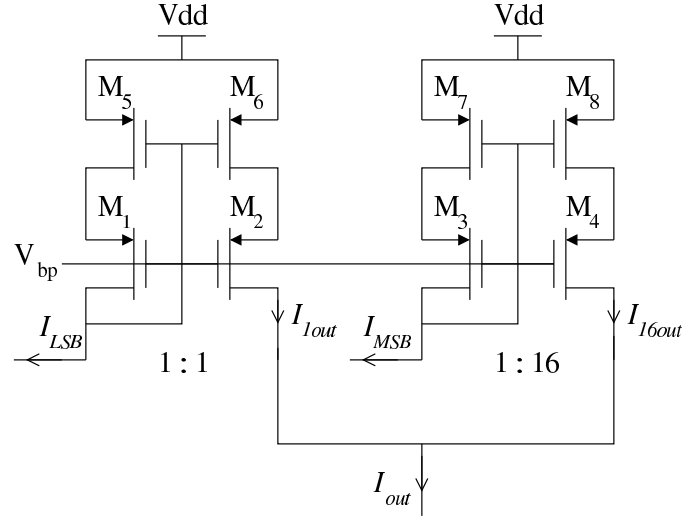 Vdd Vdd
M5 M6 M7 M8
M1 M2 M3 M4
Vbp
ILSB I1out IMSB I16out
1 : 1 1 : 16
Iout